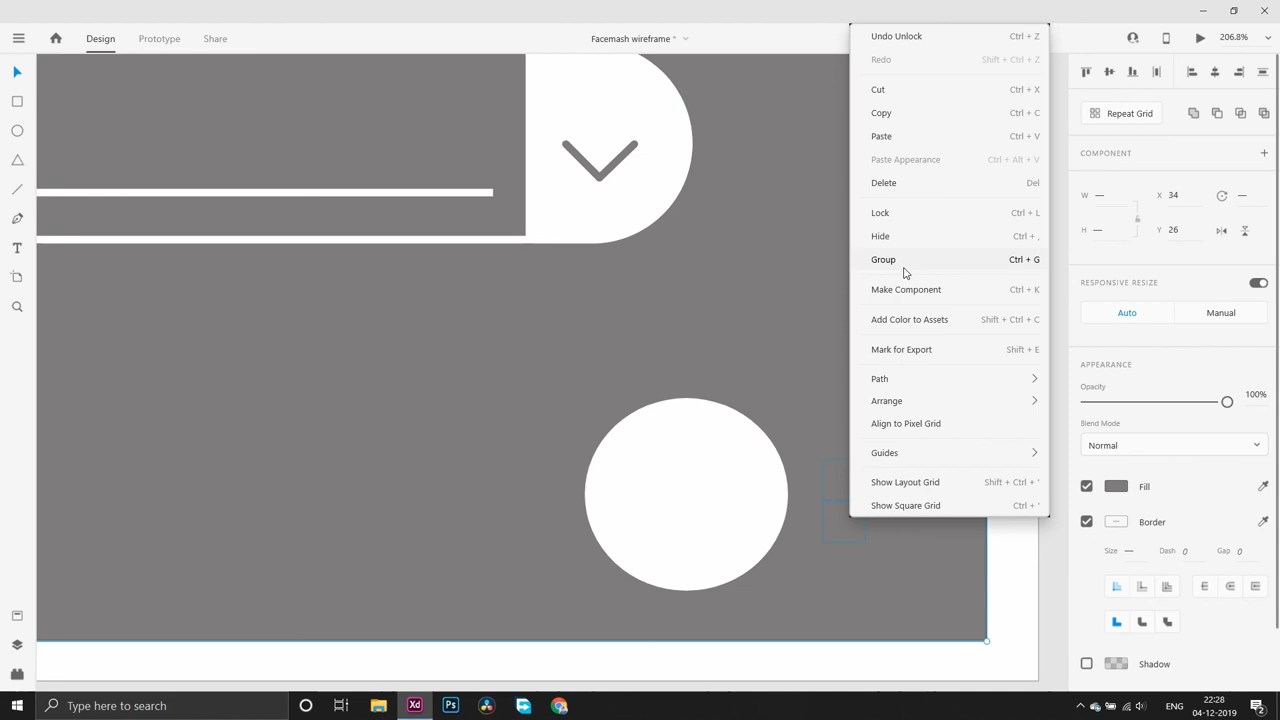 Design
Prototype
Share
Facemash wireframe *
206.8%
Undo Unlock Ctrl + Z
Redo Shift + Ctrl + Z
Cut Ctrl + X
Copy Ctrl + C
Paste Ctrl + V
Paste Appearance Ctrl + Alt + V
Delete Del
Lock Ctrl + L
Hide Ctrl + ,
Group Ctrl + G
Make Component Ctrl + K
Add Color to Assets Shift + Ctrl + C
Mark for Export Shift + E
Path
Arrange
Align to Pixel Grid
Guides
Show Layout Grid Shift + Ctrl + '
Show Square Grid Ctrl + '
Repeat Grid
COMPONENT
W — X 34 —
H — Y 26
RESPONSIVE RESIZE
Auto Manual
APPEARANCE
Opacity
100%
Blend Mode
Normal
Fill
Border
Size — Dash 0 Gap 0
Shadow
Type here to search
Xd
Ps
ENG
22:28
04-12-2019
2